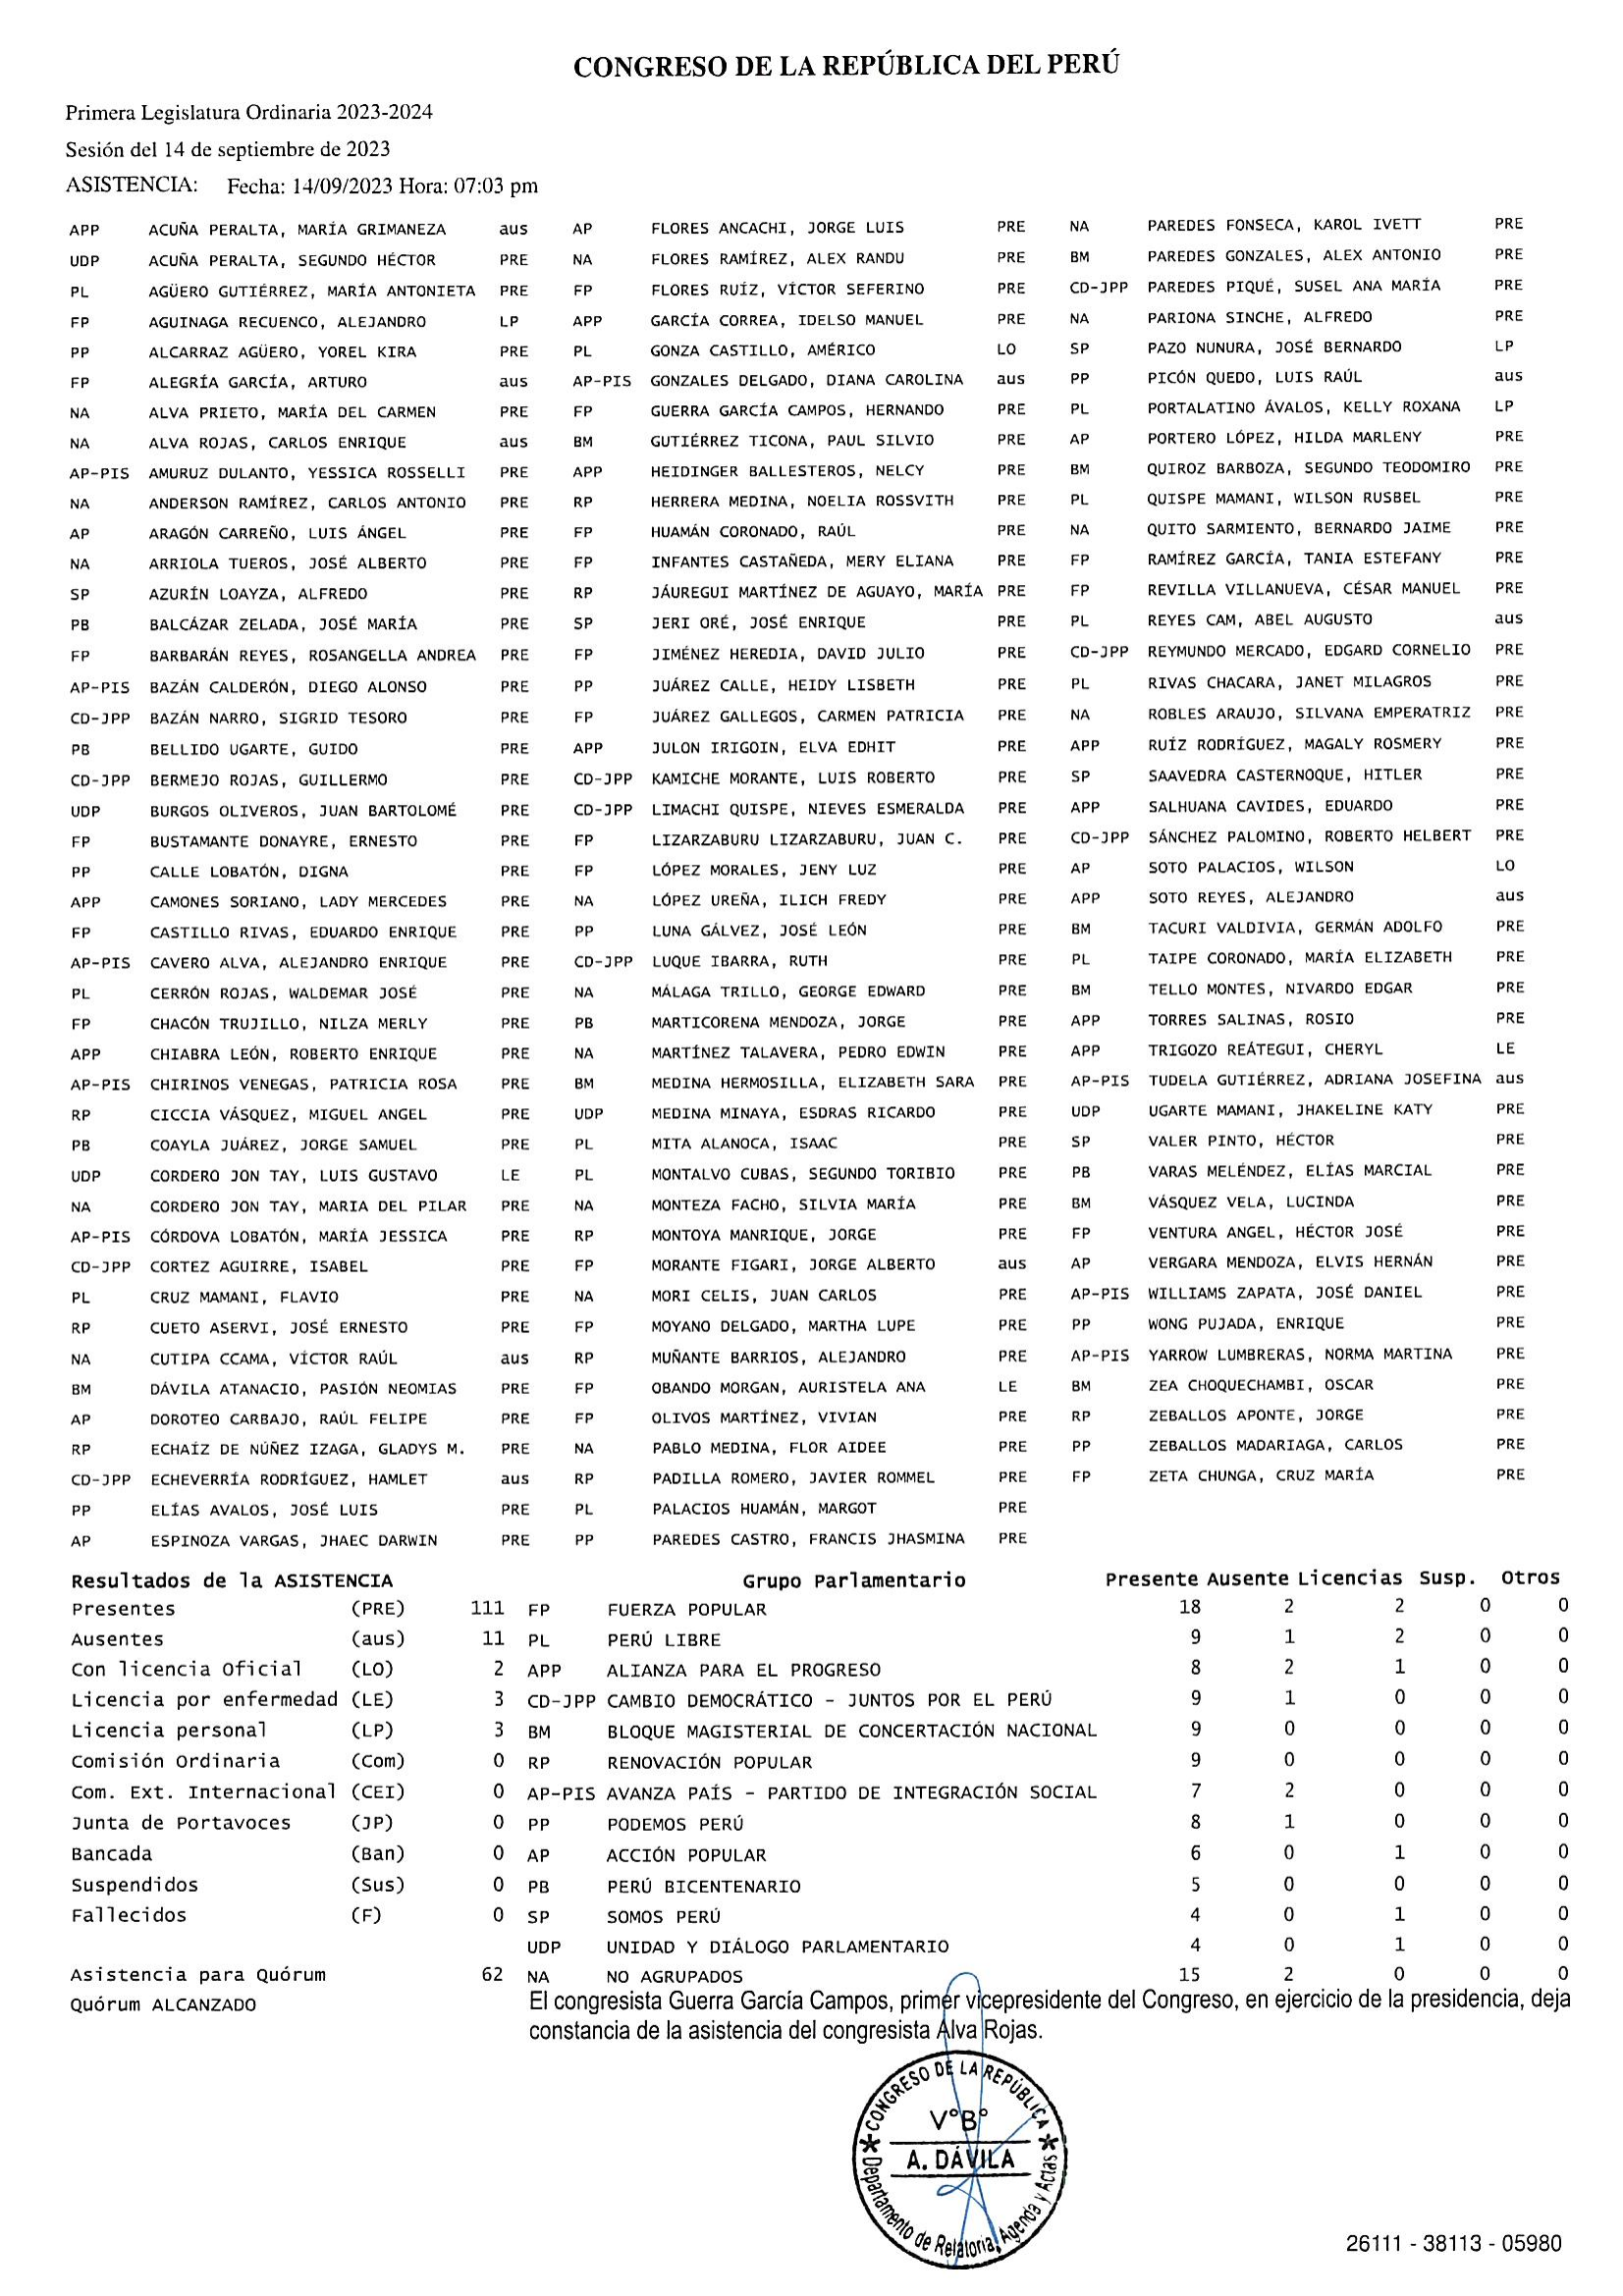 CONGRESO DE LA REPÚBLICA DEL PERÚ
Primera Legislatura Ordinaria 2023-2024
Sesión del 14 de septiembre de 2023
ASISTENCIA: Fecha: 14/09/2023 Hora: 07:03 pm
APP ACUÑA PERALTA, MARÍA GRIMANEZA aus AP FLORES ANCACHI, JORGE LUIS PRE NA PAREDES FONSECA, KAROL IVETT PRE
UDP ACUÑA PERALTA, SEGUNDO HÉCTOR PRE NA FLORES RAMÍREZ, ALEX RANDU PRE BM PAREDES GONZALES, ALEX ANTONIO PRE
PL AGÜERO GUTIÉRREZ, MARÍA ANTONIETA PRE FP FLORES RUÍZ, VÍCTOR SEFERINO PRE CD-JPP PAREDES PIQUÉ, SUSEL ANA MARÍA PRE
FP AGUINAGA RECUENCO, ALEJANDRO LP APP GARCÍA CORREA, IDELSO MANUEL PRE NA PARIONA SINCHE, ALFREDO PRE
PP ALCARRAZ AGÜERO, YOREL KIRA PRE PL GONZA CASTILLO, AMÉRICO LO SP PAZO NUNURA, JOSÉ BERNARDO LP
FP ALEGRÍA GARCÍA, ARTURO aus AP-PIS GONZALES DELGADO, DIANA CAROLINA aus PP PICÓN QUEDO, LUIS RAÚL aus
NA ALVA PRIETO, MARÍA DEL CARMEN PRE FP GUERRA GARCÍA CAMPOS, HERNANDO PRE PL PORTALATINO ÁVALOS, KELLY ROXANA LP
NA ALVA ROJAS, CARLOS ENRIQUE aus BM GUTIÉRREZ TICONA, PAUL SILVIO PRE AP PORTERO LÓPEZ, HILDA MARLENY PRE
AP-PIS AMURUZ DULANTO, YESSICA ROSSELLI PRE APP HEIDINGER BALLESTEROS, NELCY PRE BM QUIROZ BARBOZA, SEGUNDO TEODOMIRO PRE
NA ANDERSON RAMÍREZ, CARLOS ANTONIO PRE RP HERRERA MEDINA, NOELIA ROSSVITH PRE PL QUISPE MAMANI, WILSON RUSBEL PRE
AP ARAGÓN CARREÑO, LUIS ÁNGEL PRE FP HUAMÁN CORONADO, RAÚL PRE NA QUITO SARMIENTO, BERNARDO JAIME PRE
NA ARRIOLA TUEROS, JOSÉ ALBERTO PRE FP INFANTES CASTAÑEDA, MERY ELIANA PRE FP RAMÍREZ GARCÍA, TANIA ESTEFANY PRE
SP AZURÍN LOAYZA, ALFREDO PRE RP JÁUREGUI MARTÍNEZ DE AGUAYO, MARÍA PRE FP REVILLA VILLANUEVA, CÉSAR MANUEL PRE
PB BALCÁZAR ZELADA, JOSÉ MARÍA PRE SP JERI ORÉ, JOSÉ ENRIQUE PRE PL REYES CAM, ABEL AUGUSTO aus
FP BARBARÁN REYES, ROSANGELLA ANDREA PRE FP JIMÉNEZ HEREDIA, DAVID JULIO PRE CD-JPP REYMUNDO MERCADO, EDGARD CORNELIO PRE
AP-PIS BAZÁN CALDERÓN, DIEGO ALONSO PRE PP JUÁREZ CALLE, HEIDY LISBETH PRE PL RIVAS CHACARA, JANET MILAGROS PRE
CD-JPP BAZÁN NARRO, SIGRID TESORO PRE FP JUÁREZ GALLEGOS, CARMEN PATRICIA PRE NA ROBLES ARAUJO, SILVANA EMPERATRIZ PRE
PB BELLIDO UGARTE, GUIDO PRE APP JULON IRIGOIN, ELVA EDHIT PRE APP RUÍZ RODRÍGUEZ, MAGALY ROSMERY PRE
CD-JPP BERMEJO ROJAS, GUILLERMO PRE CD-JPP KAMICHE MORANTE, LUIS ROBERTO PRE SP SAAVEDRA CASTERNOQUE, HITLER PRE
UDP BURGOS OLIVEROS, JUAN BARTOLOMÉ PRE CD-JPP LIMACHI QUISPE, NIEVES ESMERALDA PRE APP SALHUANA CAVIDES, EDUARDO PRE
FP BUSTAMANTE DONAYRE, ERNESTO PRE FP LIZARZABURU LIZARZABURU, JUAN C. PRE CD-JPP SÁNCHEZ PALOMINO, ROBERTO HELBERT PRE
PP CALLE LOBATÓN, DIGNA PRE FP LÓPEZ MORALES, JENY LUZ PRE AP SOTO PALACIOS, WILSON LO
APP CAMONES SORIANO, LADY MERCEDES PRE NA LÓPEZ UREÑA, ILICH FREDY PRE APP SOTO REYES, ALEJANDRO aus
FP CASTILLO RIVAS, EDUARDO ENRIQUE PRE PP LUNA GÁLVEZ, JOSÉ LEÓN PRE BM TACURI VALDIVIA, GERMÁN ADOLFO PRE
AP-PIS CAVERO ALVA, ALEJANDRO ENRIQUE PRE CD-JPP LUQUE IBARRA, RUTH PRE PL TAIPE CORONADO, MARÍA ELIZABETH PRE
PL CERRÓN ROJAS, WALDEMAR JOSÉ PRE NA MÁLAGA TRILLO, GEORGE EDWARD PRE BM TELLO MONTES, NIVARDO EDGAR PRE
FP CHACÓN TRUJILLO, NILZA MERLY PRE PB MARTICORENA MENDOZA, JORGE PRE APP TORRES SALINAS, ROSIO PRE
APP CHIABRA LEÓN, ROBERTO ENRIQUE PRE NA MARTÍNEZ TALAVERA, PEDRO EDWIN PRE APP TRIGOZO REÁTEGUI, CHERYL LE
AP-PIS CHIRINOS VENEGAS, PATRICIA ROSA PRE BM MEDINA HERMOSILLA, ELIZABETH SARA PRE AP-PIS TUDELA GUTIÉRREZ, ADRIANA JOSEFINA aus
RP CICCIA VÁSQUEZ, MIGUEL ANGEL PRE UDP MEDINA MINAYA, ESDRAS RICARDO PRE UDP UGARTE MAMANI, JHAKELINE KATY PRE
PB COAYLA JUÁREZ, JORGE SAMUEL PRE PL MITA ALANOCA, ISAAC PRE SP VALER PINTO, HÉCTOR PRE
UDP CORDERO JON TAY, LUIS GUSTAVO LE PL MONTALVO CUBAS, SEGUNDO TORIBIO PRE PB VARAS MELÉNDEZ, ELÍAS MARCIAL PRE
NA CORDERO JON TAY, MARIA DEL PILAR PRE NA MONTEZA FACHO, SILVIA MARÍA PRE BM VÁSQUEZ VELA, LUCINDA PRE
AP-PIS CÓRDOVA LOBATÓN, MARÍA JESSICA PRE RP MONTOYA MANRIQUE, JORGE PRE FP VENTURA ANGEL, HÉCTOR JOSÉ PRE
CD-JPP CORTEZ AGUIRRE, ISABEL PRE FP MORANTE FIGARI, JORGE ALBERTO aus AP VERGARA MENDOZA, ELVIS HERNÁN PRE
PL CRUZ MAMANI, FLAVIO PRE NA MORI CELIS, JUAN CARLOS PRE AP-PIS WILLIAMS ZAPATA, JOSÉ DANIEL PRE
RP CUETO ASERVI, JOSÉ ERNESTO PRE FP MOYANO DELGADO, MARTHA LUPE PRE PP WONG PUJADA, ENRIQUE PRE
NA CUTIPA CCAMA, VÍCTOR RAÚL aus RP MUÑANTE BARRIOS, ALEJANDRO PRE AP-PIS YARROW LUMBRERAS, NORMA MARTINA PRE
BM DÁVILA ATANACIO, PASIÓN NEOMIAS PRE FP OBANDO MORGAN, AURISTELA ANA LE BM ZEA CHOQUECHAMBI, OSCAR PRE
AP DOROTEO CARBAJO, RAÚL FELIPE PRE FP OLIVOS MARTÍNEZ, VIVIAN PRE RP ZEBALLOS APONTE, JORGE PRE
RP ECHAÍZ DE NÚÑEZ IZAGA, GLADYS M. PRE NA PABLO MEDINA, FLOR AIDEE PRE PP ZEBALLOS MADARIAGA, CARLOS PRE
CD-JPP ECHEVERRÍA RODRÍGUEZ, HAMLET aus RP PADILLA ROMERO, JAVIER ROMMEL PRE FP ZETA CHUNGA, CRUZ MARÍA PRE
PP ELÍAS AVALOS, JOSÉ LUIS PRE PL PALACIOS HUAMÁN, MARGOT PRE
AP ESPINOZA VARGAS, JHAEC DARWIN PRE PP PAREDES CASTRO, FRANCIS JHASMINA PRE
Resultados de la ASISTENCIA Grupo Parlamentario Presente Ausente Licencias Susp. Otros
Presentes (PRE) 111 FP FUERZA POPULAR 18 2 2 0 0
Ausentes (aus) 11 PL PERÚ LIBRE 9 1 2 0 0
Con licencia Oficial (LO) 2 APP ALIANZA PARA EL PROGRESO 8 2 1 0 0
Licencia por enfermedad (LE) 3 CD-JPP CAMBIO DEMOCRÁTICO - JUNTOS POR EL PERÚ 9 1 0 0 0
Licencia personal (LP) 3 BM BLOQUE MAGISTERIAL DE CONCERTACIÓN NACIONAL 9 0 0 0 0
Comisión Ordinaria (Com) 0 RP RENOVACIÓN POPULAR 9 0 0 0 0
Com. Ext. Internacional (CEI) 0 AP-PIS AVANZA PAÍS - PARTIDO DE INTEGRACIÓN SOCIAL 7 2 0 0 0
Junta de Portavoces (JP) 0 PP PODEMOS PERÚ 8 1 0 0 0
Bancada (Ban) 0 AP ACCIÓN POPULAR 6 0 1 0 0
Suspendidos (Sus) 0 PB PERÚ BICENTENARIO 5 0 0 0 0
Fallecidos (F) 0 SP SOMOS PERÚ 4 0 1 0 0
UDP UNIDAD Y DIÁLOGO PARLAMENTARIO 4 0 1 0 0
Asistencia para Quórum 62 NA NO AGRUPADOS 15 2 0 0 0
Quórum ALCANZADO
El congresista Guerra García Campos, primer vicepresidente del Congreso, en ejercicio de la presidencia, deja
constancia de la asistencia del congresista Alva Rojas.
CONGRESO DE LA REPÚBLICA
V°B°
A. DÁVILA
Departamento de Relatoria, Agenda y Actas
26111 - 38113 - 05980